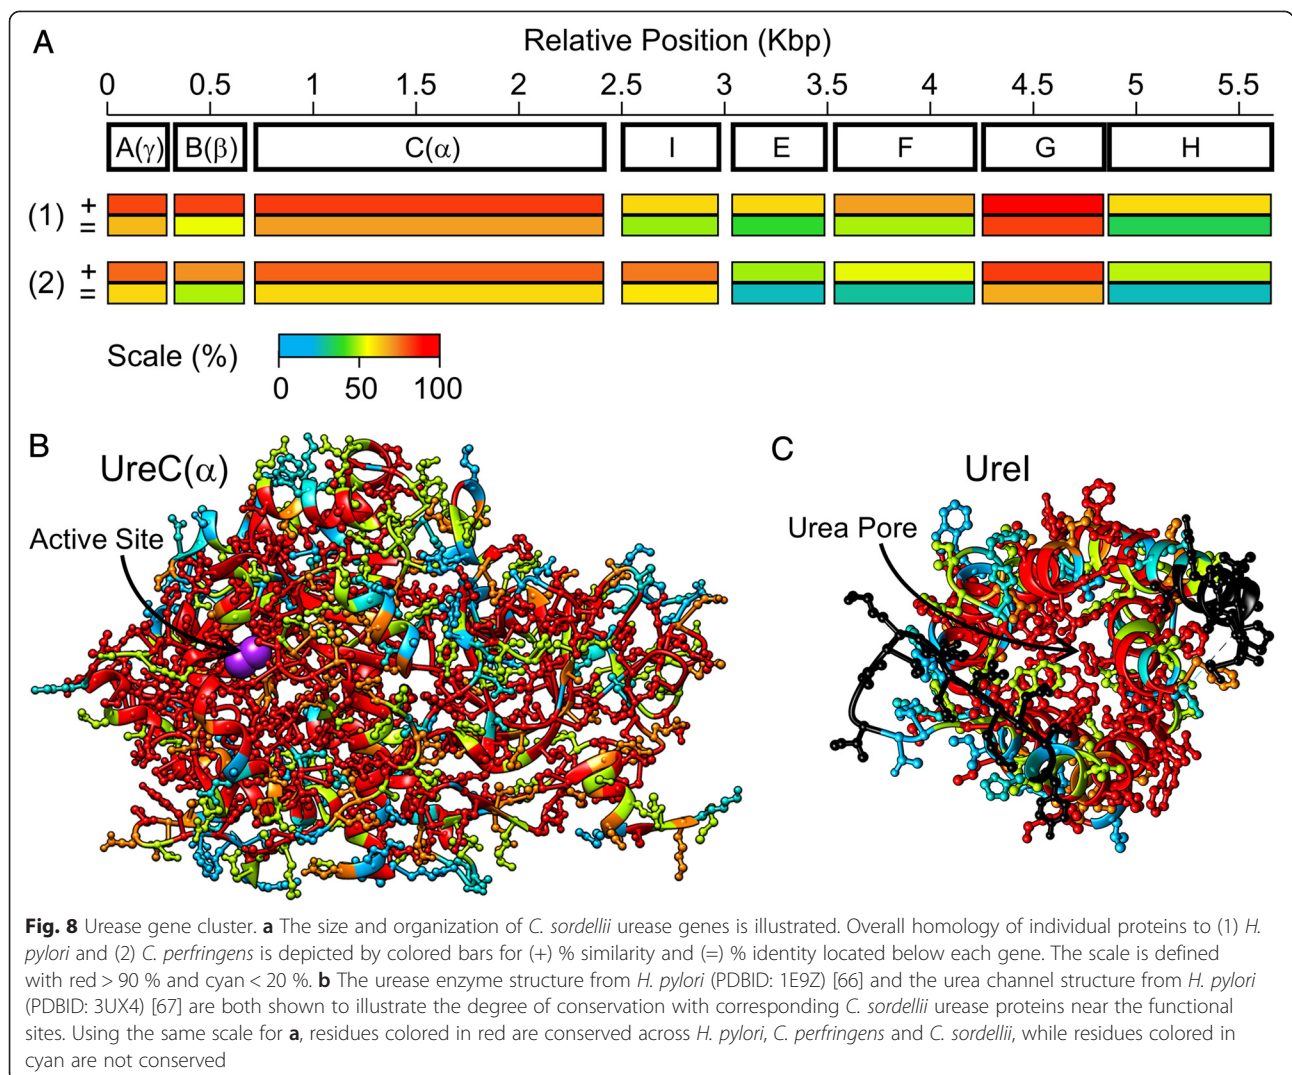 A
Relative Position (Kbp)
0 0.5 1 1.5 2 2.5 3 3.5 4 4.5 5 5.5
A(γ) B(β) C(α) I E F G H
(1) + =
(2) + =
Scale (%)
0 50 100
B
UreC(α)
Active Site
C
UreI
Urea Pore
Fig. 8 Urease gene cluster. a The size and organization of C. sordellii urease genes is illustrated. Overall homology of individual proteins to (1) H.
pylori and (2) C. perfringens is depicted by colored bars for (+) % similarity and (=) % identity located below each gene. The scale is defined
with red > 90 % and cyan < 20 %. b The urease enzyme structure from H. pylori (PDBID: 1E9Z) [66] and the urea channel structure from H. pylori
(PDBID: 3UX4) [67] are both shown to illustrate the degree of conservation with corresponding C. sordellii urease proteins near the functional
sites. Using the same scale for a, residues colored in red are conserved across H. pylori, C. perfringens and C. sordellii, while residues colored in
cyan are not conserved